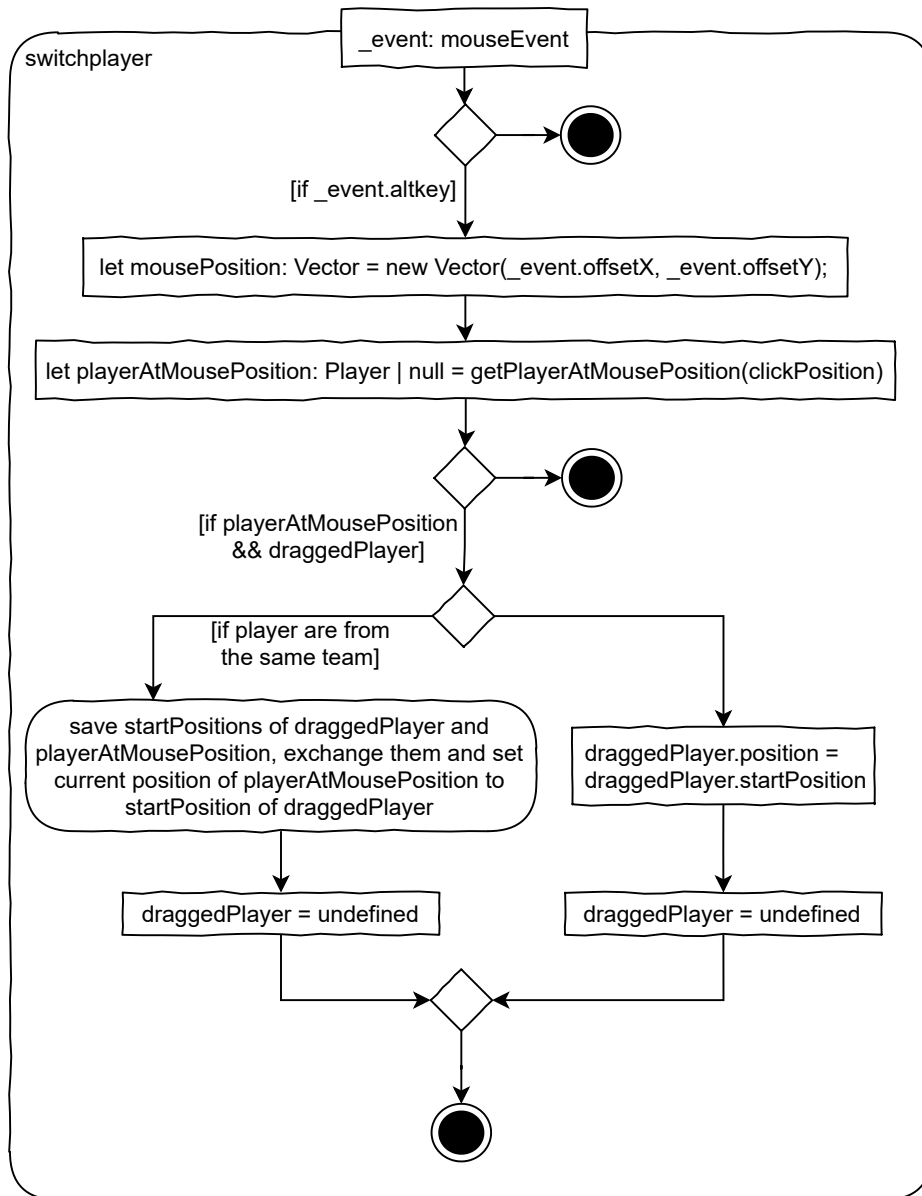 _event: mouseEvent
switchplayer
[if _event.altkey]
let mousePosition: Vector = new Vector(_event.offsetX, _event.offsetY);
let playerAtMousePosition: Player | null = getPlayerAtMousePosition(clickPosition)
[if playerAtMousePosition
&& draggedPlayer]
[if player are from
the same team]
save startPositions of draggedPlayer and
playerAtMousePosition, exchange them and set
current position of playerAtMousePosition to
startPosition of draggedPlayer
draggedPlayer.position =
draggedPlayer.startPosition
draggedPlayer = undefined
draggedPlayer = undefined